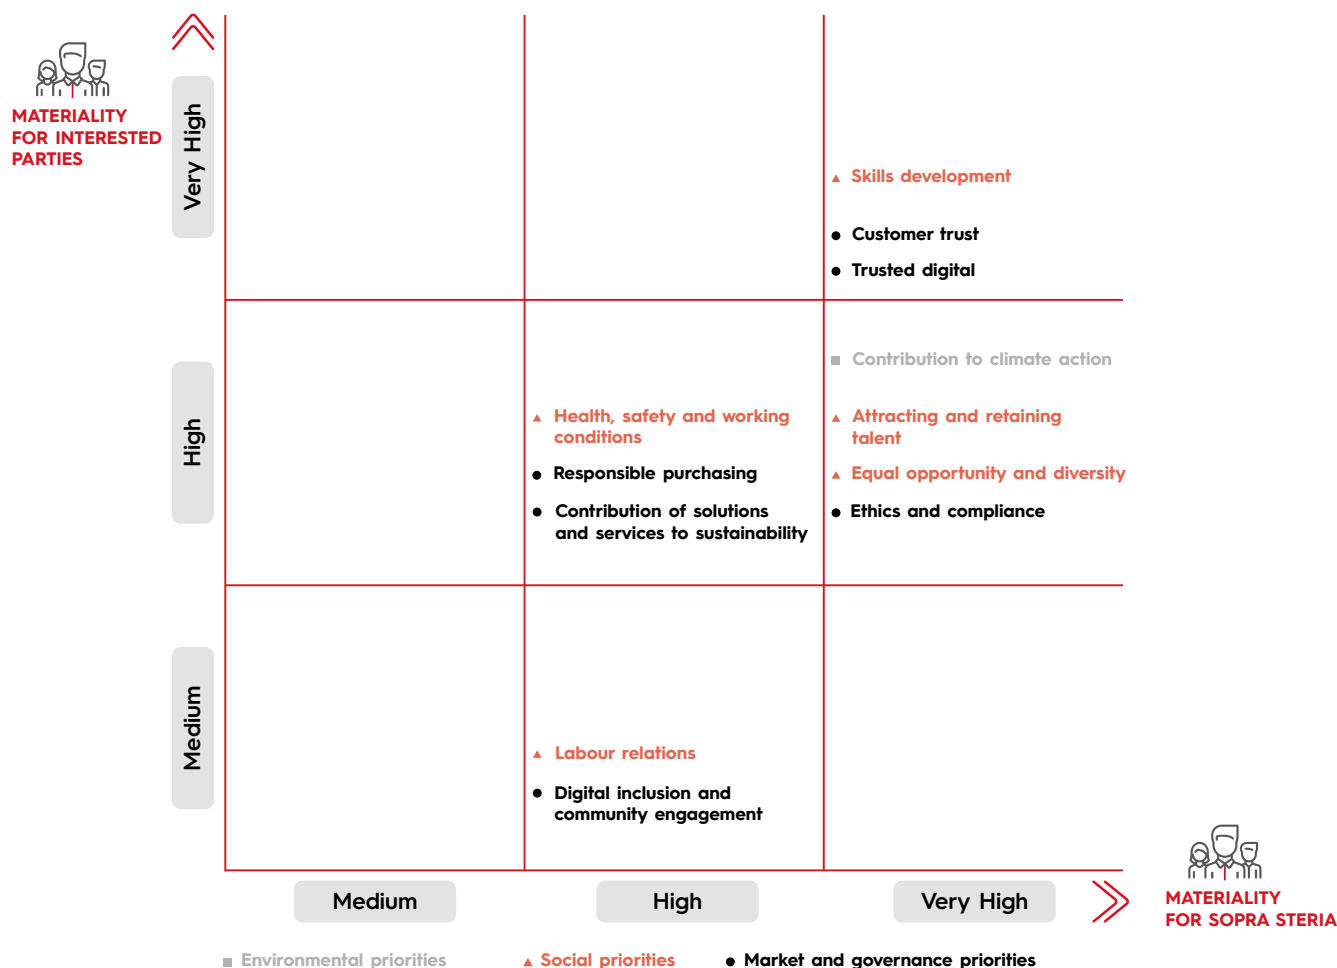 MATERIALITY
FOR INTERESTED
PARTIES
Very High
Skills development
Customer trust
Trusted digital
High
Contribution to climate action
Health, safety and working
conditions
Attracting and retaining
talent
Responsible purchasing
Equal opportunity and diversity
Contribution of solutions
and services to sustainability
Ethics and compliance
Medium
Labour relations
Digital inclusion and
community engagement
Medium
High
Very High
MATERIALITY
FOR SOPRA STERIA
Environmental priorities
Social priorities
Market and governance priorities